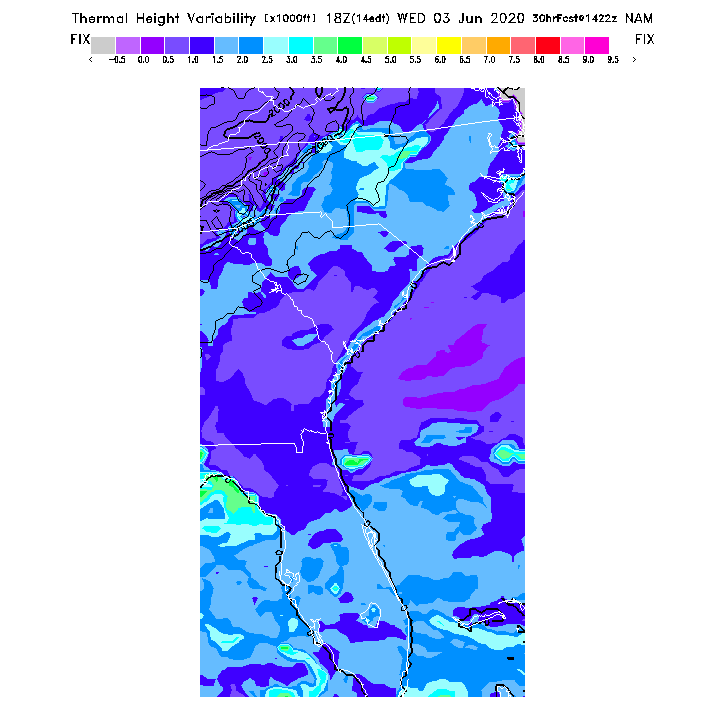 Thermal Height Variability [x1000ft] 18Z(14edt) WED 03 Jun 2020 30hrFcst@1422z NAM
FIX FIX
< -0.5 0.0 0.5 1.0 1.5 2.0 2.5 3.0 3.5 4.0 4.5 5.0 5.5 6.0 6.5 7.0 7.5 8.0 8.5 9.0 9.5 >
2000